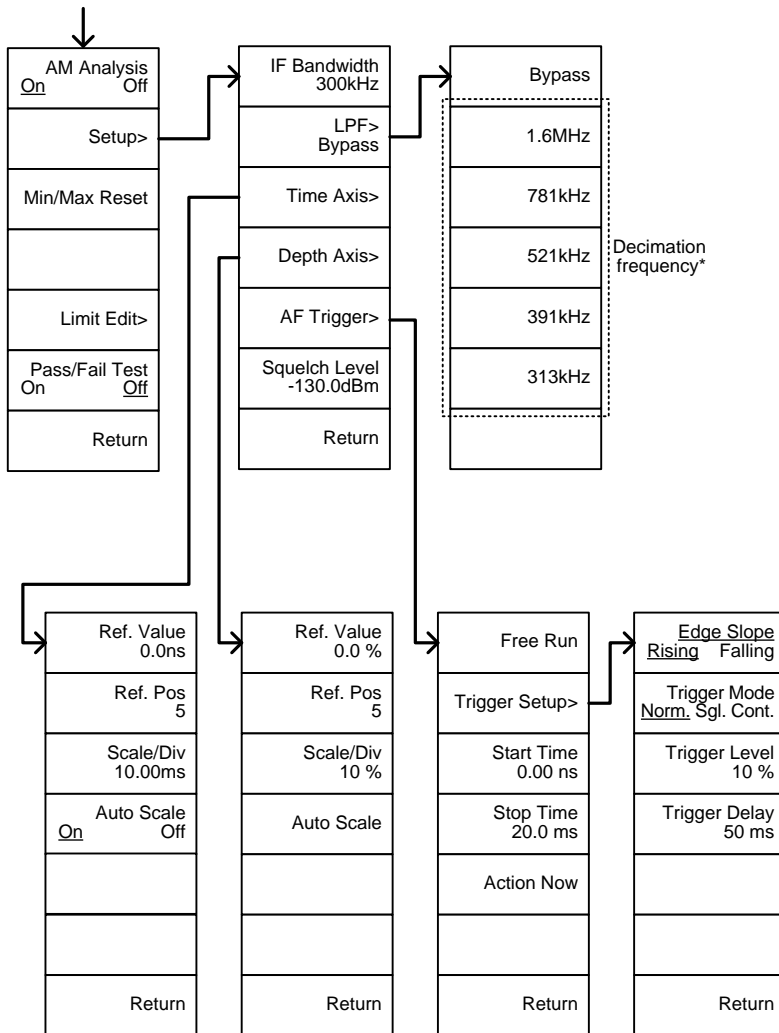 AM Analysis
On Off
Setup>
Min/Max Reset
Limit Edit>
Pass/Fail Test
On Off
Return
IF Bandwidth
300kHz
LPF>
Bypass
Time Axis>
Depth Axis>
AF Trigger>
Squelch Level
-130.0dBm
Return
Bypass
1.6MHz
781kHz
521kHz
391kHz
313kHz
Decimation
frequency*
Ref. Value
0.0ns
Ref. Pos
5
Scale/Div
10.00ms
Auto Scale
On Off
Return
Ref. Value
0.0 %
Ref. Pos
5
Scale/Div
10 %
Auto Scale
Return
Free Run
Trigger Setup>
Start Time
0.00 ns
Stop Time
20.0 ms
Action Now
Return
Edge Slope
Rising Falling
Trigger Mode
Norm. Sgl. Cont.
Trigger Level
10 %
Trigger Delay
50 ms
Return